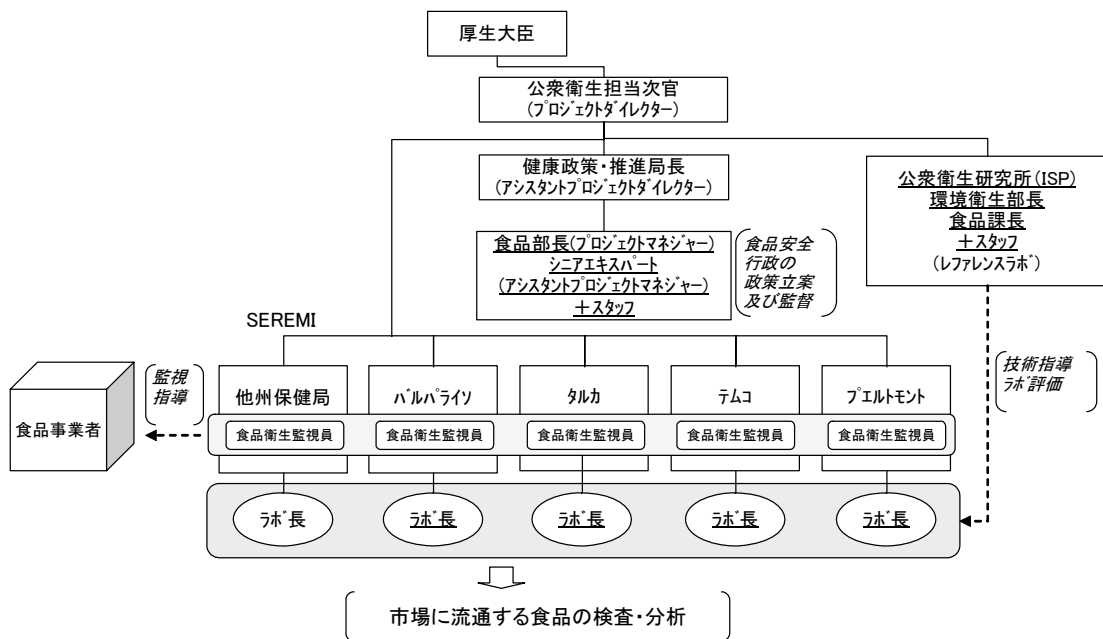 厚生大臣
公衆衛生担当次官
(ﾌﾟﾛｼﾞｪｸﾄﾀﾞｲﾚｸﾀｰ)
健康政策・推進局長
(ｱｼｽﾀﾝﾄﾌﾟﾛｼﾞｪｸﾄﾀﾞｲﾚｸﾀｰ)
公衆衛生研究所(ISP)
環境衛生部長
食品課長
＋スタッフ
(ﾚﾌｧﾚﾝｽﾗﾎﾞ)
食品部長(ﾌﾟﾛｼﾞｪｸﾄﾏﾈｼﾞｬｰ)
ｼﾆｱｴｷｽﾊﾟｰﾄ
(ｱｼｽﾀﾝﾄﾌﾟﾛｼﾞｪｸﾄﾏﾈｼﾞｬｰ)
＋スタッフ
食品安全
行政の
政策立案
及び監督
SEREMI
食品事業者
監視
指導
他州保健局
ﾊﾞﾙﾊﾟﾗｲｿ
ﾀﾙｶ
ﾃﾑｺ
ﾌﾟｴﾙﾄﾓﾝﾄ
技術指導
ﾗﾎﾞ評価
食品衛生監視員
食品衛生監視員
食品衛生監視員
食品衛生監視員
食品衛生監視員
ﾗﾎﾞ長
ﾗﾎﾞ長
ﾗﾎﾞ長
ﾗﾎﾞ長
ﾗﾎﾞ長
市場に流通する食品の検査・分析